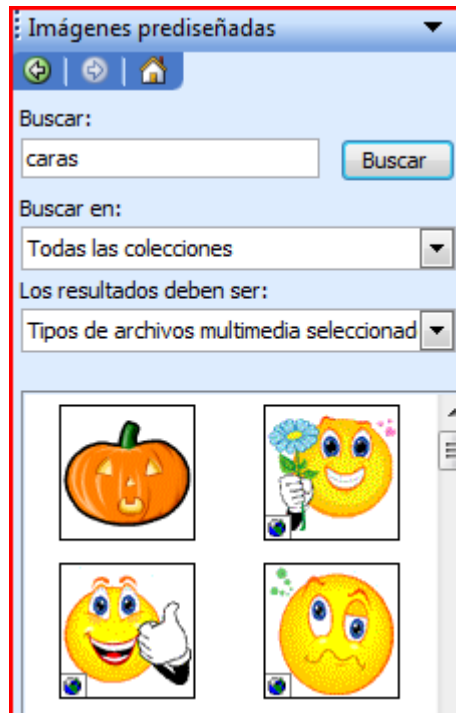 Imágenes prediseñadas
Buscar:
caras
Buscar
Buscar en:
Todas las colecciones
Los resultados deben ser:
Tipos de archivos multimedia seleccionad